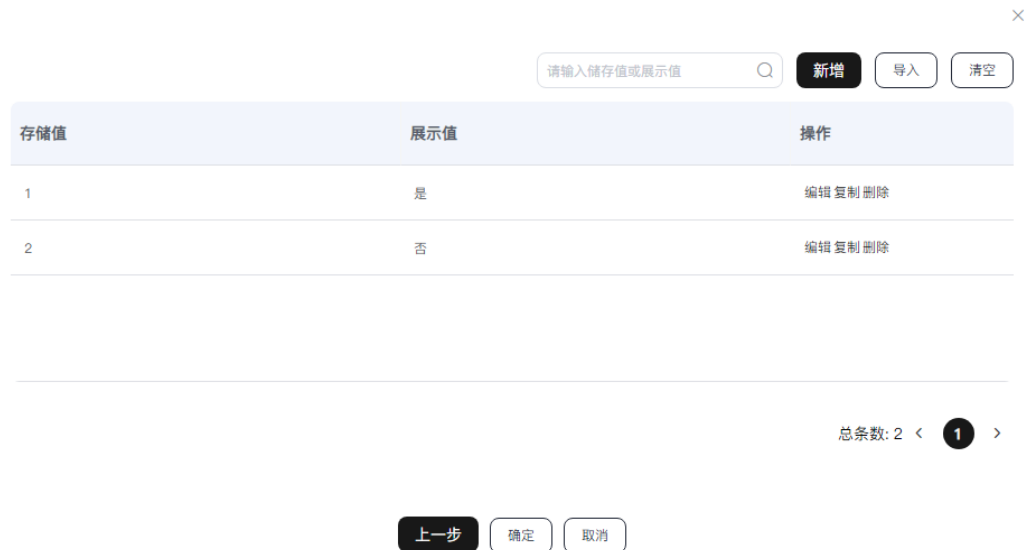 请输入储存值或展示值 新增 导入 清空
存储值 展示值 操作
1 是 编辑 复制 删除
2 否 编辑 复制 删除
总条数: 2 1
上一步 确定 取消